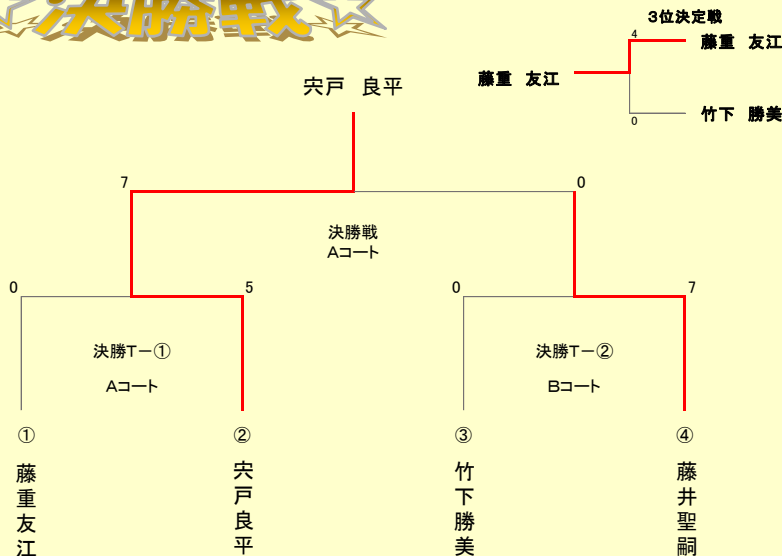 決勝戦
3位決定戦
4
藤重 友江
藤重 友江
0
竹下 勝美
宍戸 良平
7
0
決勝戦
Aコート
0
5
0
7
決勝T-①
決勝T-②
Aコート
Bコート
①
②
③
④
藤重友江
宍戸良平
竹下勝美
藤井聖嗣